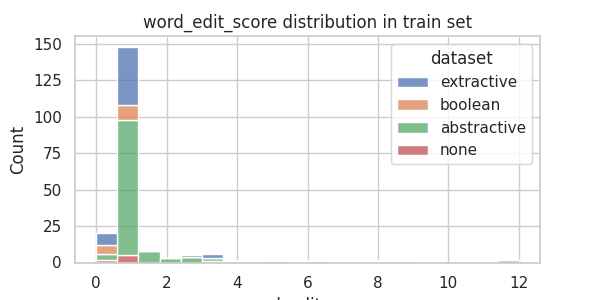 word_edit_score distribution in train set
150
125
100
75
50
25
0
Count
dataset
extractive
boolean
abstractive
none
0 2 4 6 8 10 12